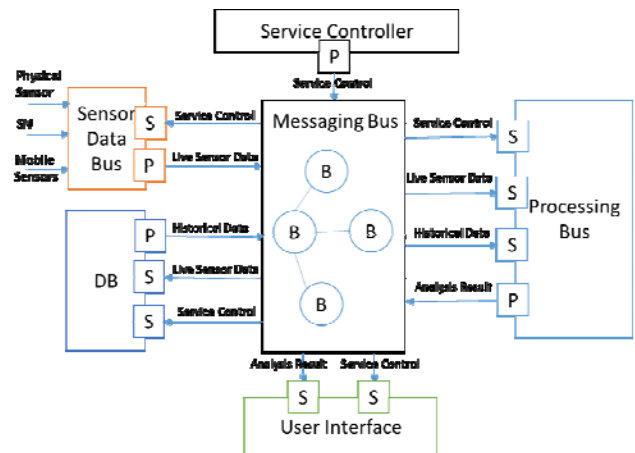 Service Controller
P
Service Control
Physical
Sensor
SM
Mobile
Sensors
Sensor
Data
Bus
S
P
Service Control
Live Sensor Data
Messaging Bus
B
B
B
B
Service Control
Live Sensor Data
Historical Data
Analysis Result
S
S
S
P
Processing
Bus
DB
P
S
S
Historical Data
Live Sensor Data
Service Control
Analysis Result
Service Control
S
S
User Interface